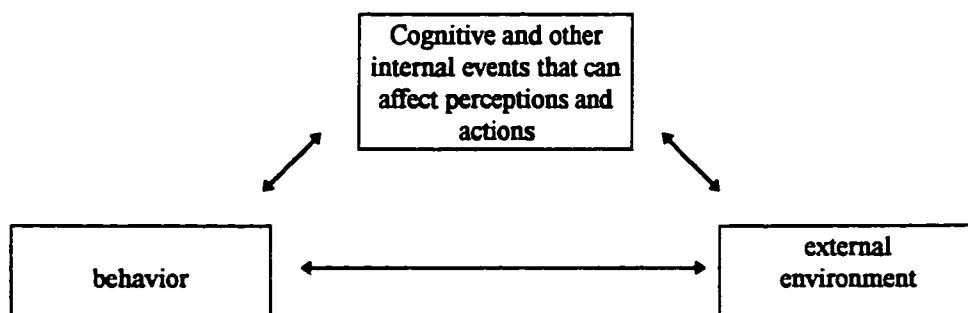 Cognitive and other
internal events that can
affect perceptions and
actions
behavior
external
environment